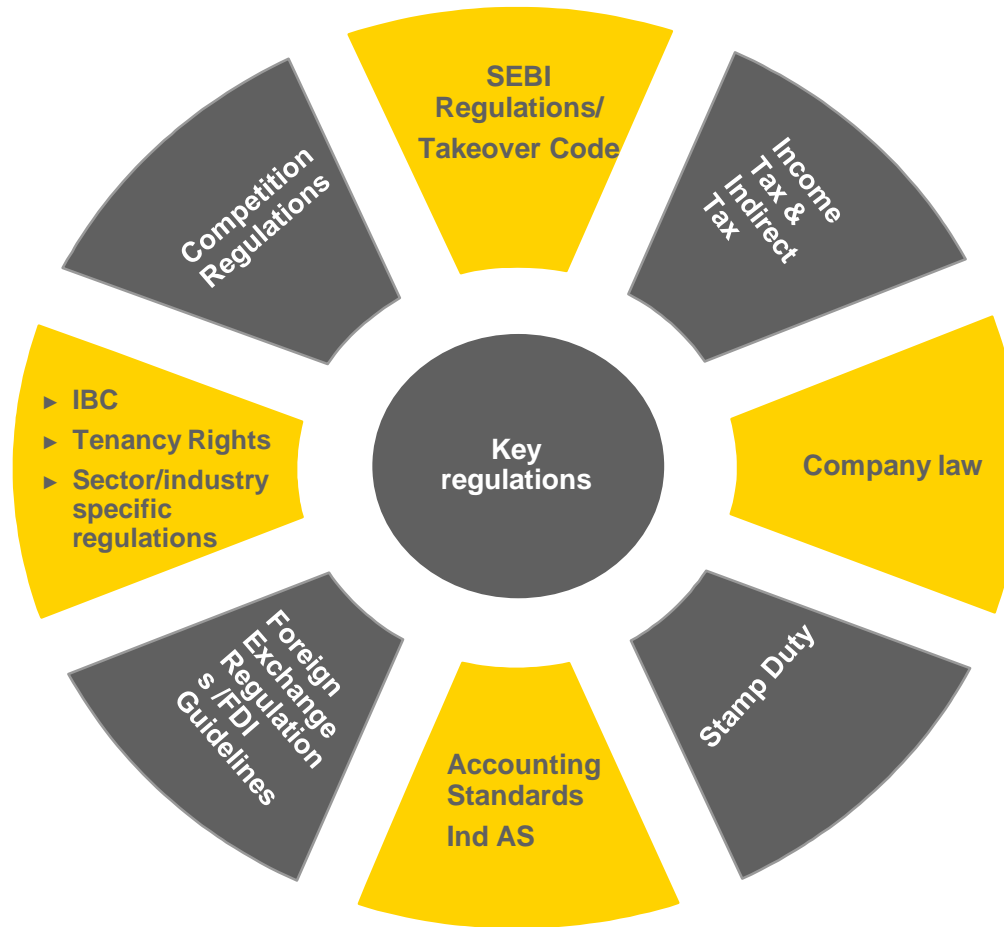 SEBI
Regulations/
Takeover Code
Income
Tax &
Indirect
Tax
Company law
Stamp Duty
Accounting
Standards
Ind AS
Foreign
Exchange
Regulation
s /FDI
Guidelines
► IBC
► Tenancy Rights
► Sector/industry
specific
regulations
Competition
Regulations
Key
regulations